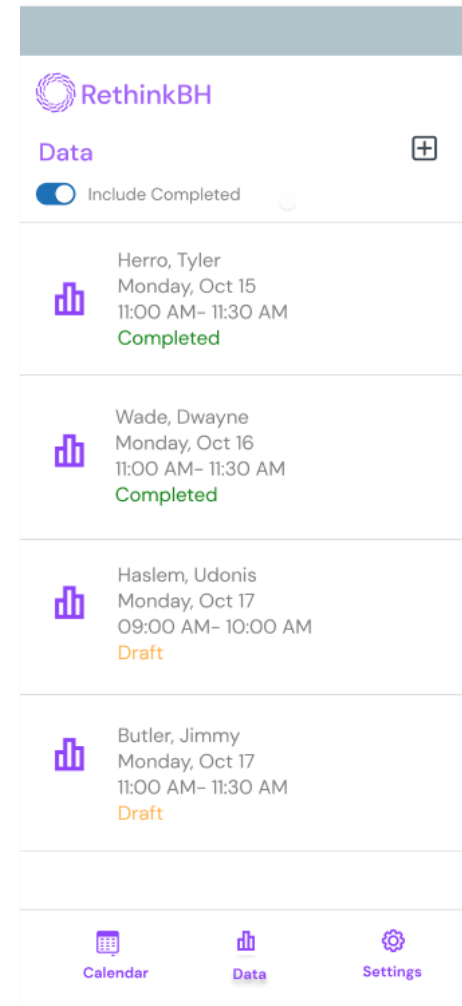 RethinkBH
Data
Include Completed
Herro, Tyler
Monday, Oct 15
11:00 AM- 11:30 AM
Completed
Wade, Dwayne
Monday, Oct 16
11:00 AM- 11:30 AM
Completed
Haslem, Udonis
Monday, Oct 17
09:00 AM- 10:00 AM
Draft
Butler, Jimmy
Monday, Oct 17
11:00 AM- 11:30 AM
Draft
Calendar
Data
Settings